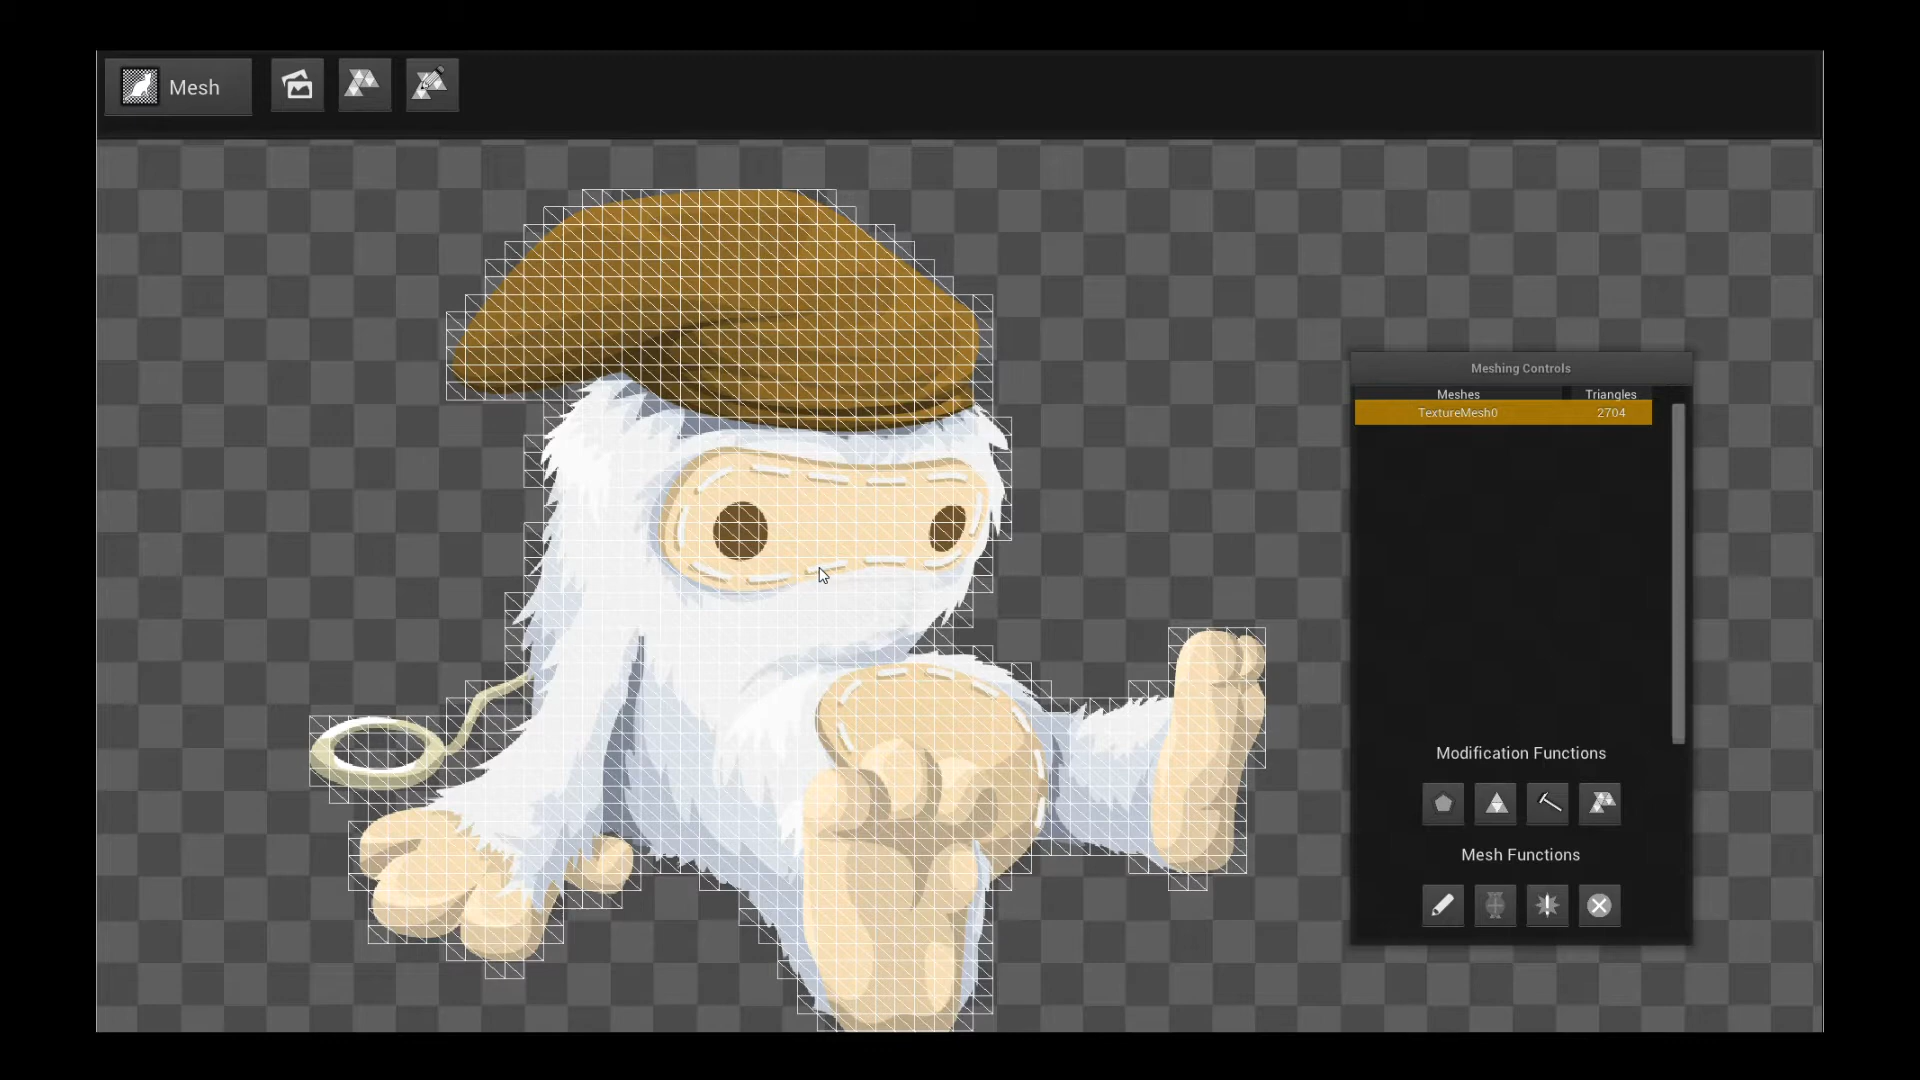 Mesh
Meshing Controls
Meshes Triangles
TextureMesh0 2704
Modification Functions
Mesh Functions